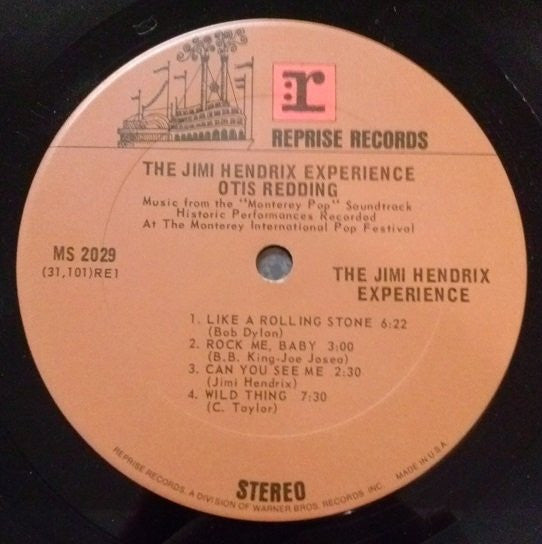 :r
REPRISE RECORDS
THE JIMI HENDRIX EXPERIENCE
OTIS REDDING
Music from the "Monterey Pop" Soundtrack
Historic Performances Recorded
At The Monterey International Pop Festival
MS 2029
(31,101)RE1
THE JIMI HENDRIX
EXPERIENCE
1. LIKE A ROLLING STONE 6:22
(Bob Dylan)
2. ROCK ME, BABY 3:00
(B.B. King-Joe Josea)
3. CAN YOU SEE ME 2:30
(Jimi Hendrix)
4. WILD THING 7:30
(C. Taylor)
STEREO
REPRISE RECORDS, A DIVISION OF WARNER BROS. RECORDS, INC. MADE IN U.S.A.